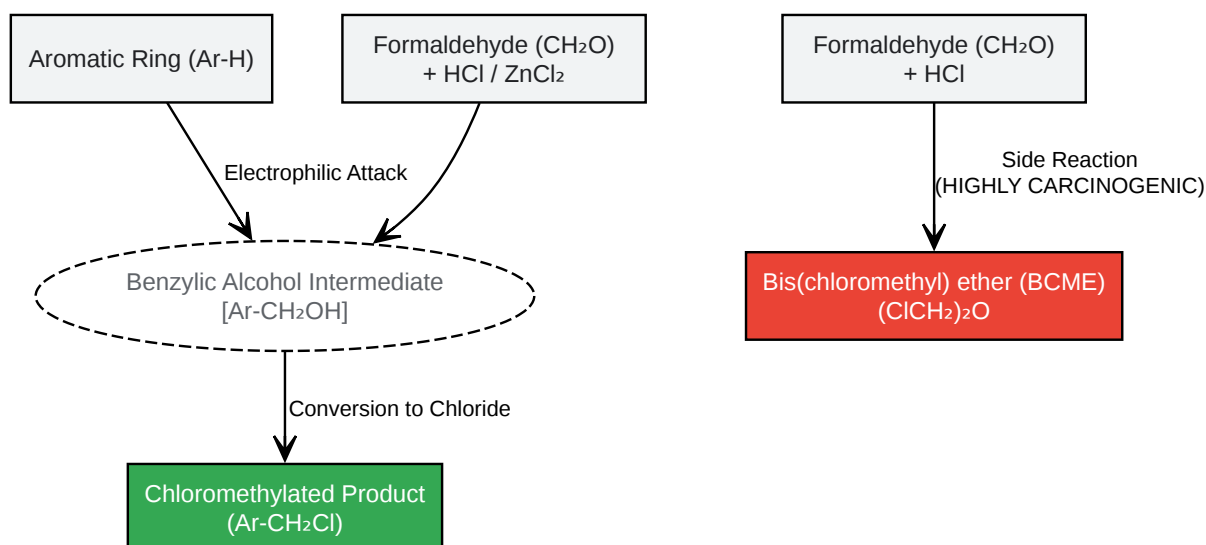 Aromatic Ring (Ar-H)
Formaldehyde (CH₂O)
+ HCl / ZnCl₂
Formaldehyde (CH₂O)
+ HCl
Electrophilic Attack
Side Reaction
(HIGHLY CARCINOGENIC)
Benzylic Alcohol Intermediate
[Ar-CH₂OH]
Bis(chloromethyl) ether (BCME)
(ClCH₂)₂O
Conversion to Chloride
Chloromethylated Product
(Ar-CH₂Cl)